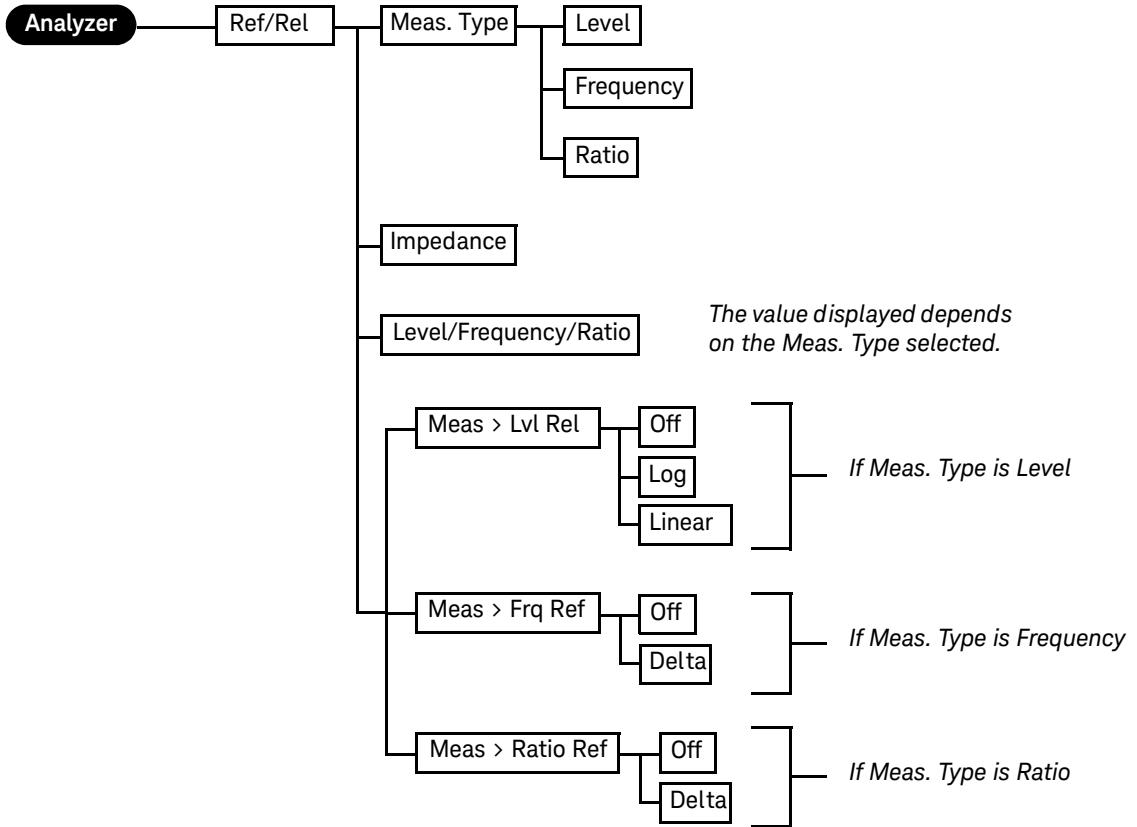 Analyzer
Ref/Rel
Meas. Type
Level
Frequency
Ratio
Impedance
Level/Frequency/Ratio
The value displayed depends
on the Meas. Type selected.
Meas > Lvl Rel
Off
Log
Linear
If Meas. Type is Level
Meas > Frq Ref
Off
Delta
If Meas. Type is Frequency
Meas > Ratio Ref
Off
Delta
If Meas. Type is Ratio